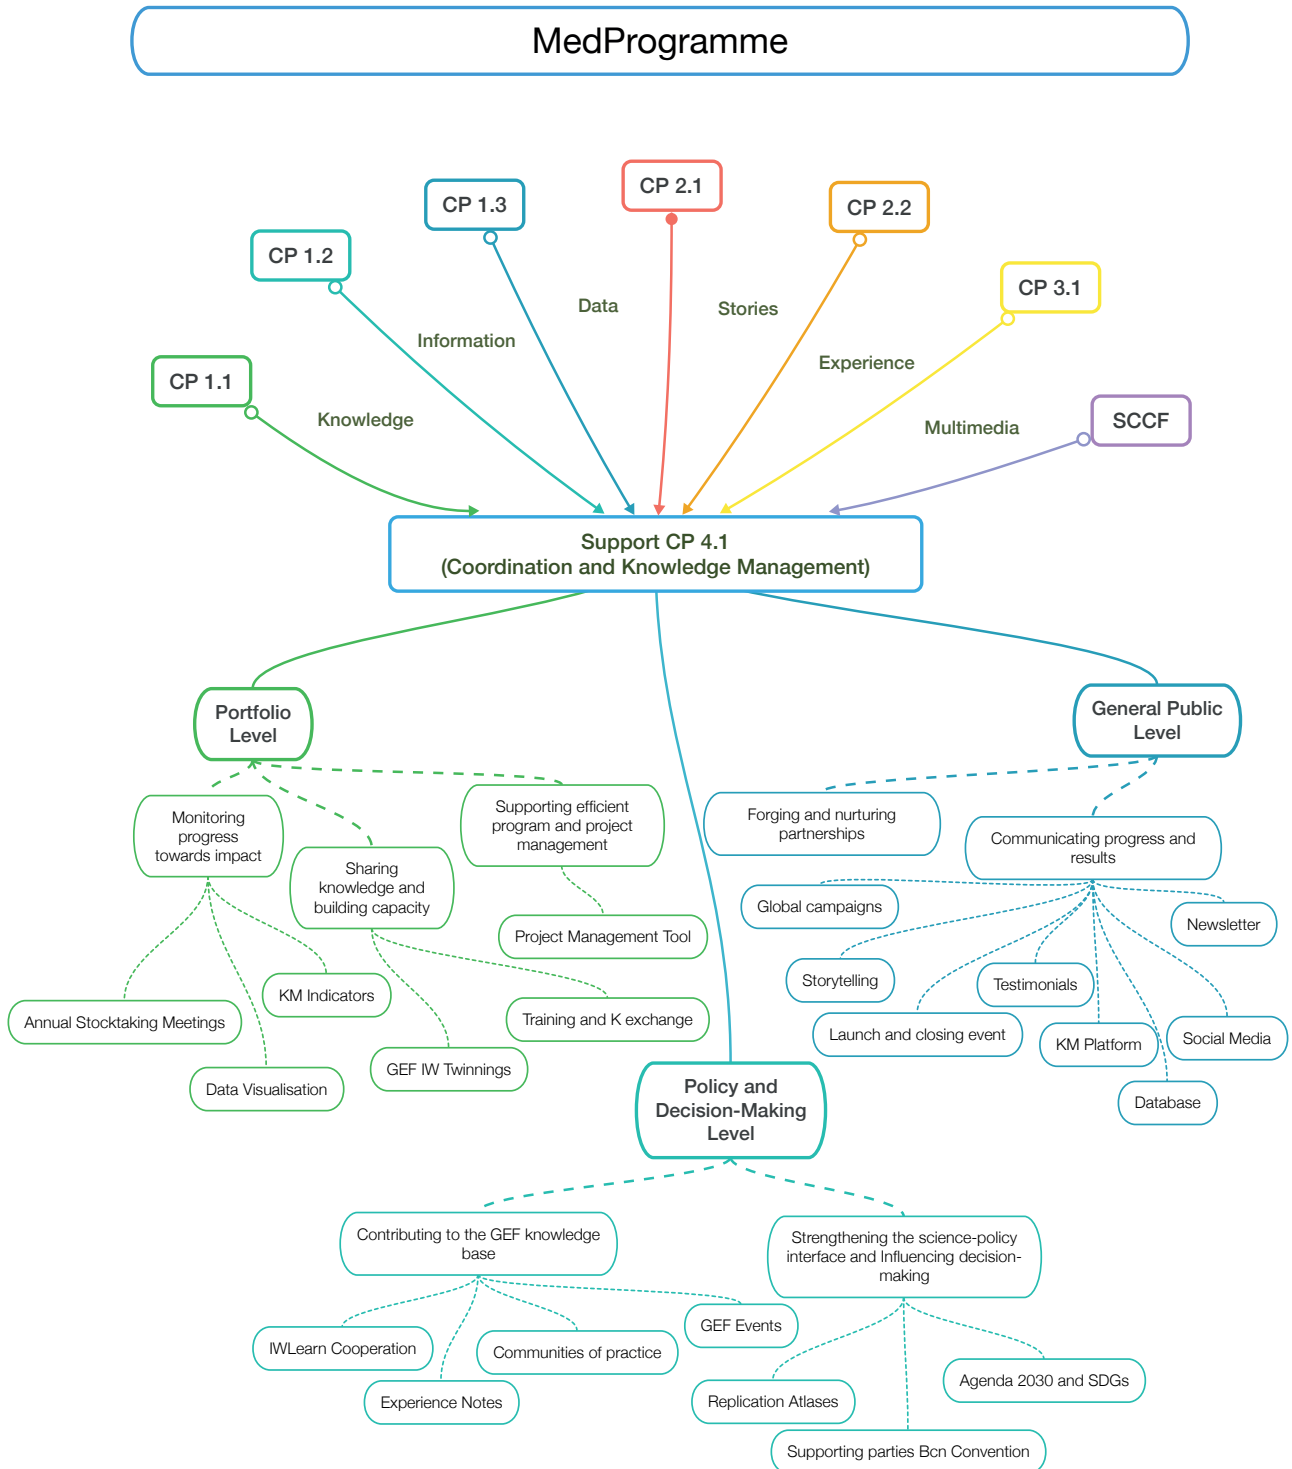 MedProgramme
CP 2.1
CP 1.3
CP 2.2
CP 1.2
CP 3.1
Data
Stories
Information
Experience
CP 1.1
Knowledge
Multimedia
SCCF
Support CP 4.1
(Coordination and Knowledge Management)
Portfolio
Level
General Public
Level
Monitoring
progress
towards impact
Sharing
knowledge and
building capacity
Supporting efficient
program and project
management
Forging and nurturing
partnerships
Communicating progress and
results
Project Management Tool
KM Indicators
Annual Stocktaking Meetings
Training and K exchange
GEF IW Twinnings
Data Visualisation
Global campaigns
Newsletter
Storytelling
Testimonials
Launch and closing event
KM Platform
Social Media
Database
Policy and
Decision-Making
Level
Contributing to the GEF knowledge
base
Strengthening the science-policy
interface and Influencing decision-
making
GEF Events
IWLearn Cooperation
Communities of practice
Experience Notes
Replication Atlases
Agenda 2030 and SDGs
Supporting parties Bcn Convention